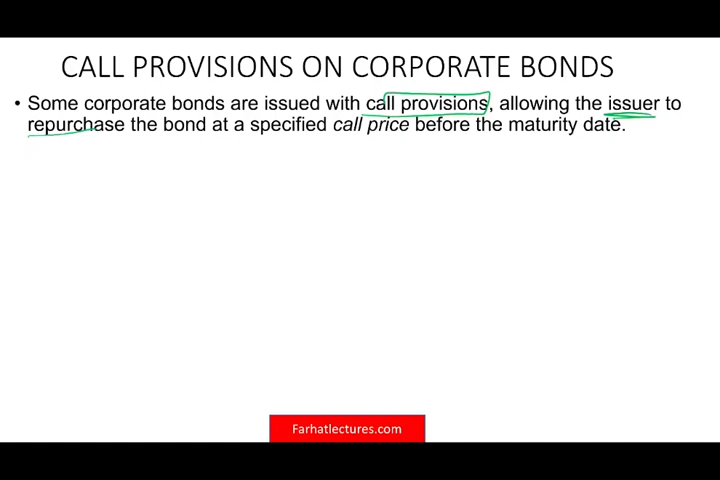 CALL PROVISIONS ON CORPORATE BONDS
• Some corporate bonds are issued with call provisions, allowing the issuer to
repurchase the bond at a specified call price before the maturity date.
Farhatlectures.com